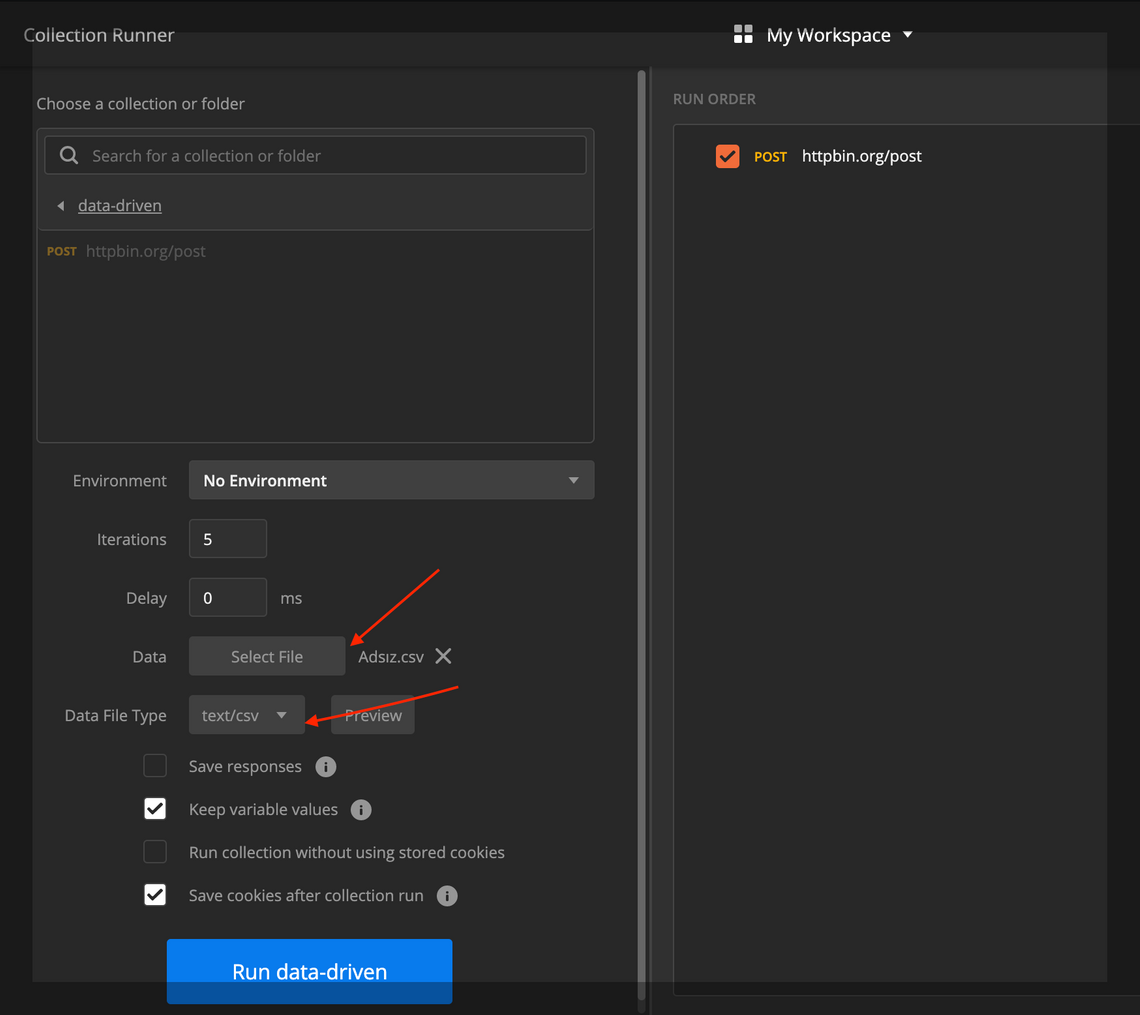 Collection Runner
My Workspace
Choose a collection or folder
Search for a collection or folder
data-driven
POST httpbin.org/post
Environment No Environment
Iterations 5
Delay 0 ms
Data Select File Adsız.csv
Data File Type text/csv Preview
Save responses
Keep variable values
Run collection without using stored cookies
Save cookies after collection run
Run data-driven
RUN ORDER
POST httpbin.org/post